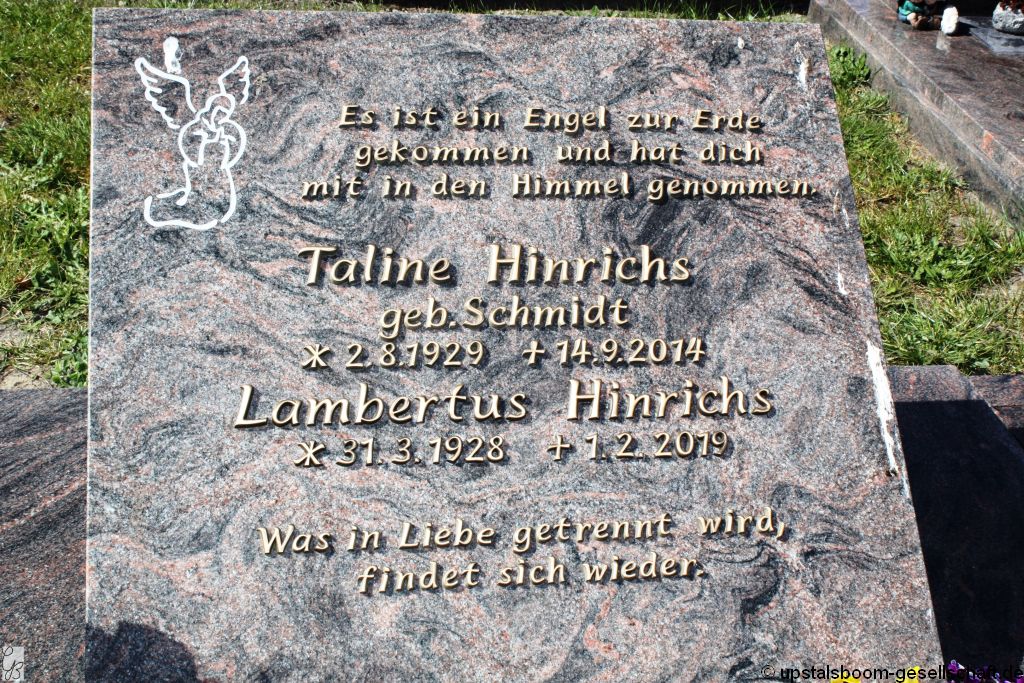 Es ist ein Engel zur Erde
gekommen und hat dich
mit in den Himmel genommen.
Taline Hinrichs
geb. Schmidt
* 2.8.1929 + 14.9.2014
Lambertus Hinrichs
* 31.3.1928 + 1.2.2019
Was in Liebe getrennt wird,
findet sich wieder.
© upstalsboom-gesellschaft.de